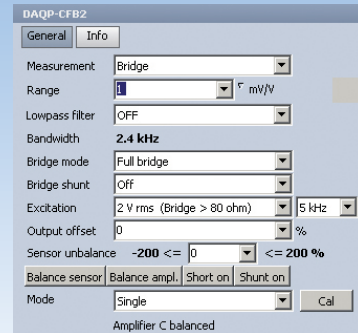 DAQP-CFB2
General Info
Measurement Bridge
Range 1 mV/V
Lowpass filter OFF
Bandwidth 2.4 kHz
Bridge mode Full bridge
Bridge shunt Off
Excitation 2 V rms (Bridge > 80 ohm) 5 kHz
Output offset 0 %
Sensor unbalance -200 <= 0 <= 200 %
Balance sensor Balance ampl. Short on Shunt on
Mode Single Cal
Amplifier C balanced